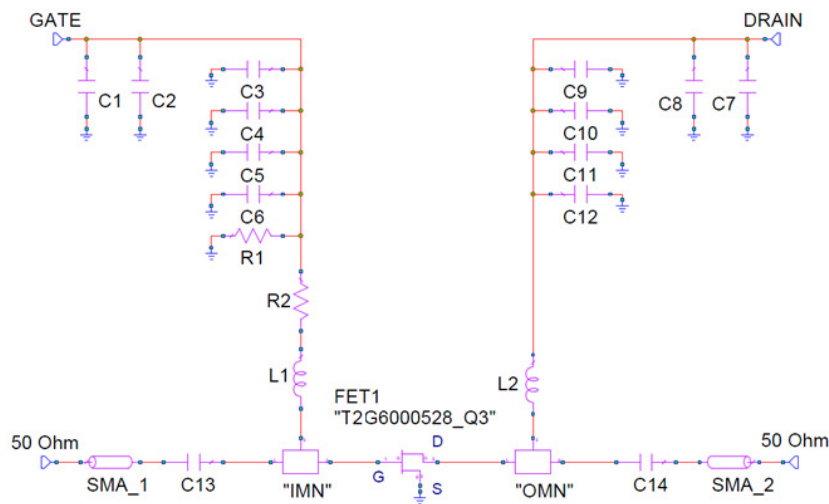 GATE
DRAIN
C1
C2
C3
C4
C5
C6
R1
R2
L1
C9
C10
C11
C12
C8
C7
L2
FET1
"T2G6000528_Q3"
D
G
S
50 Ohm
SMA_1
C13
"IMN"
"OMN"
C14
SMA_2
50 Ohm